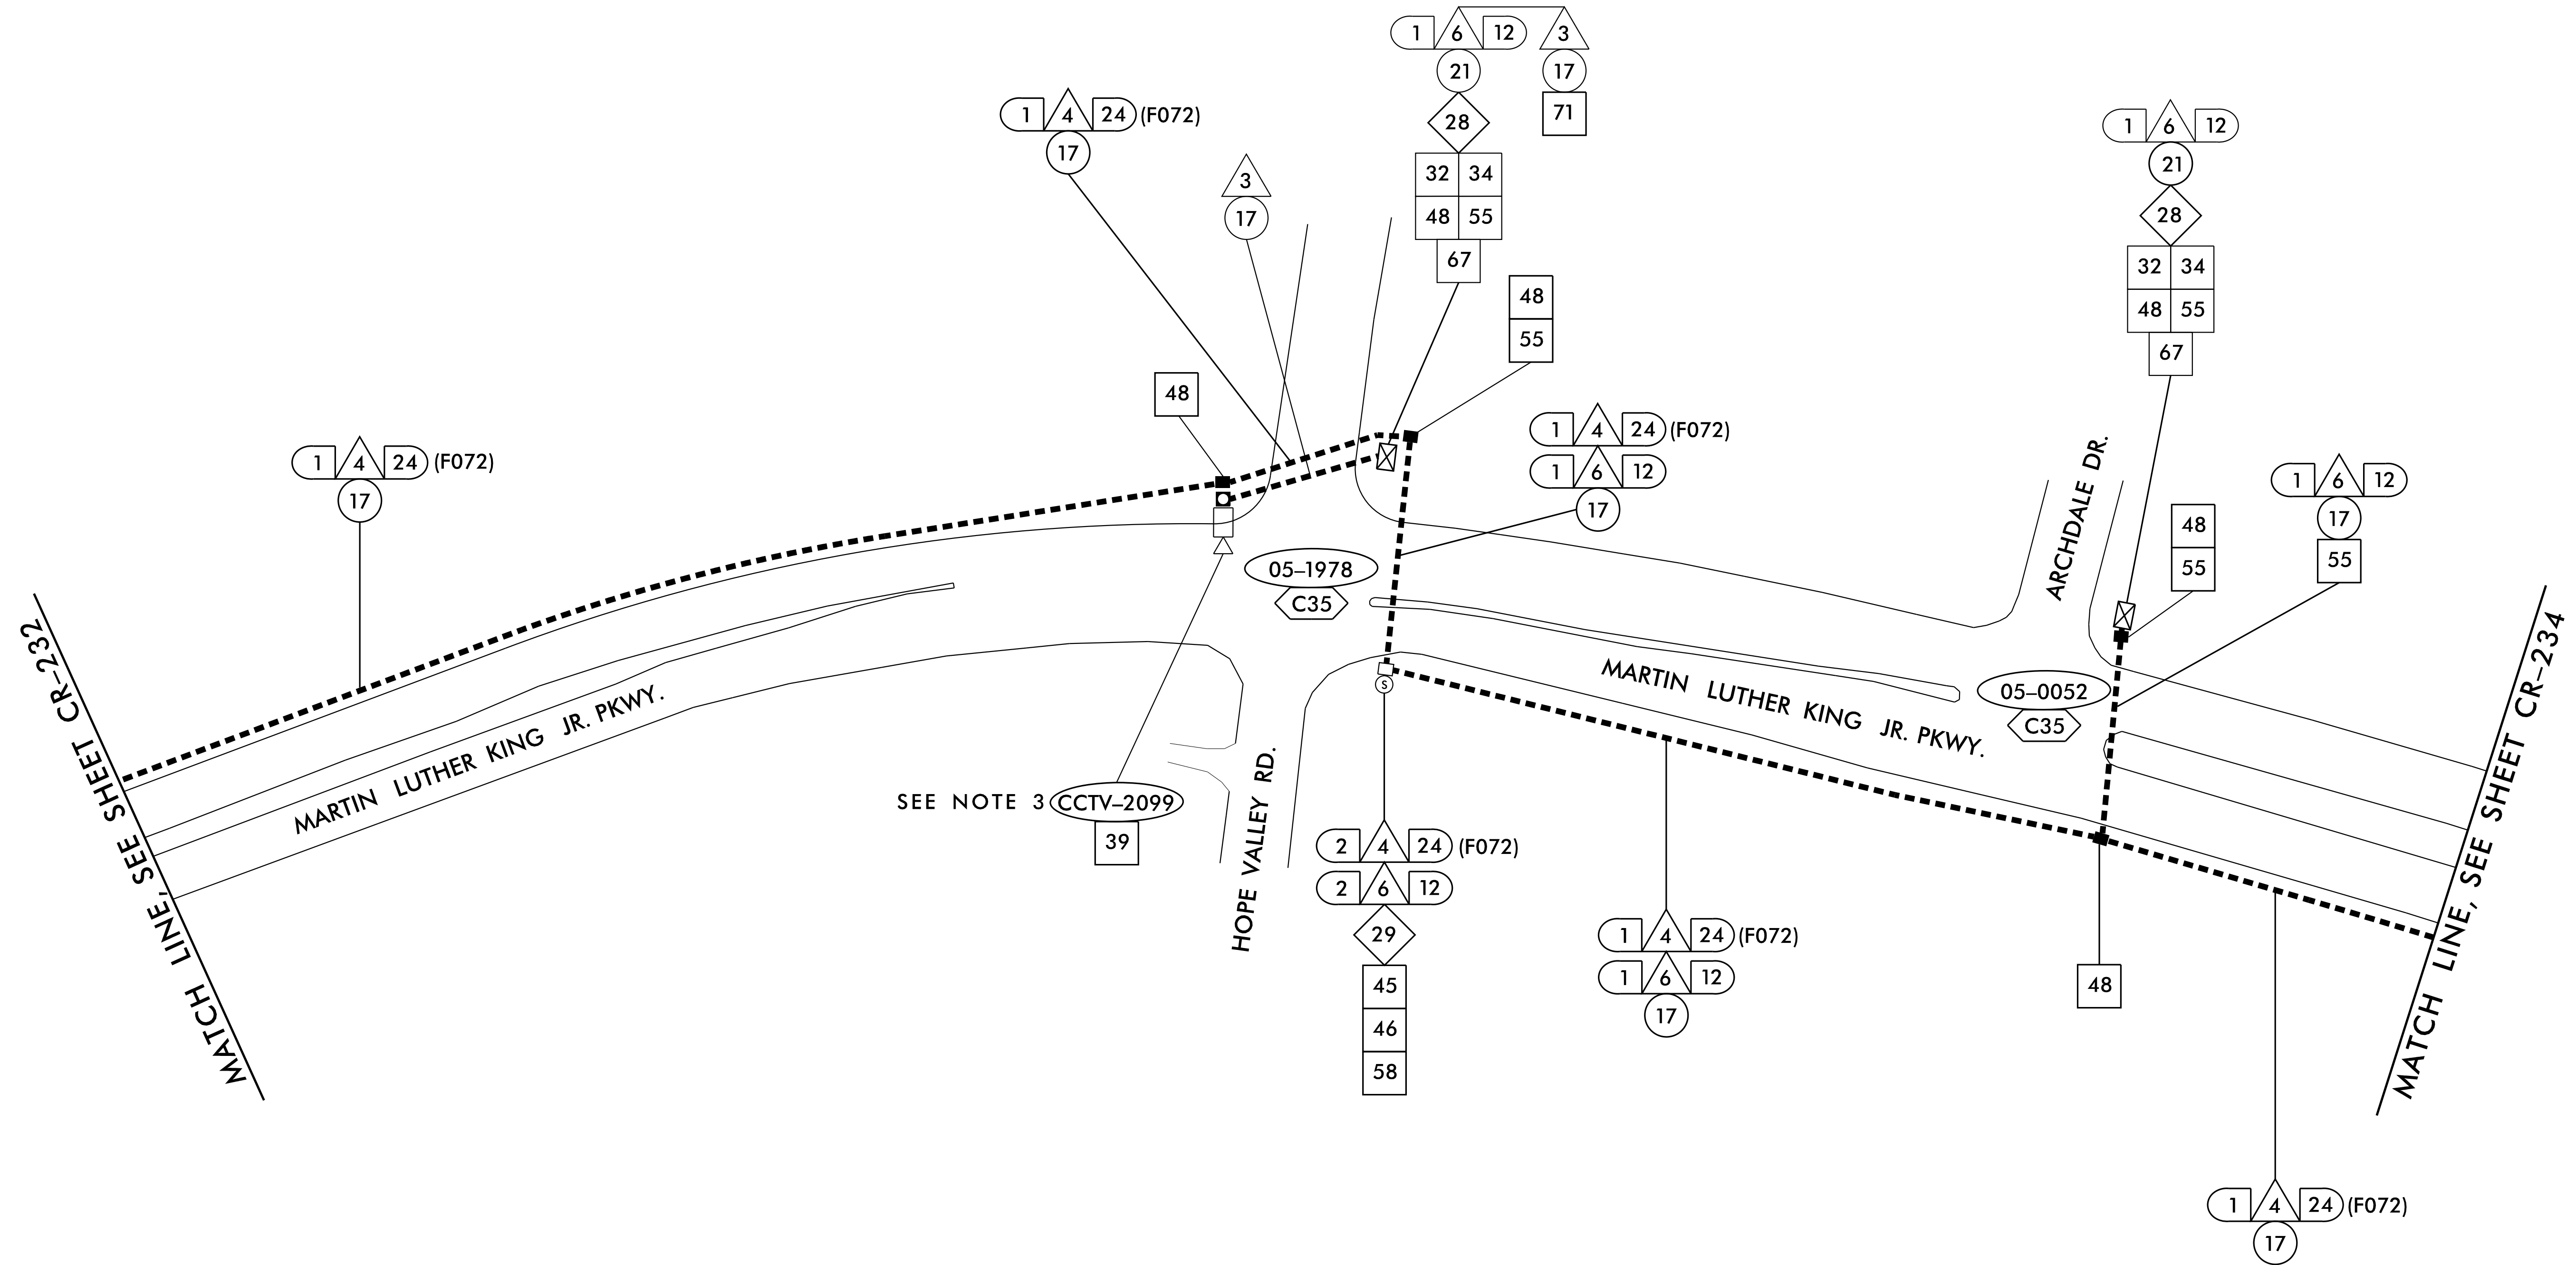 1 6 12 3
21 17
28 71
32 34
48 55
67
1 4 24 (F072)
17
3
17
1 6 12
21
28
32 34
48 55
67
48
55
48
1 4 24 (F072)
17
1 4 24 (F072)
1 6 12
17
1 6 12
17
55
48
55
ARCHDALE DR.
05–1978
C35
05–0052
C35
MARTIN LUTHER KING JR. PKWY.
MARTIN LUTHER KING JR. PKWY.
MATCH LINE, SEE SHEET CR–232
MATCH LINE, SEE SHEET CR–234
HOPE VALLEY RD.
SEE NOTE 3 CCTV–2099
39
S
2 4 24 (F072)
2 6 12
29
45
46
58
1 4 24 (F072)
1 6 12
17
48
1 4 24 (F072)
17